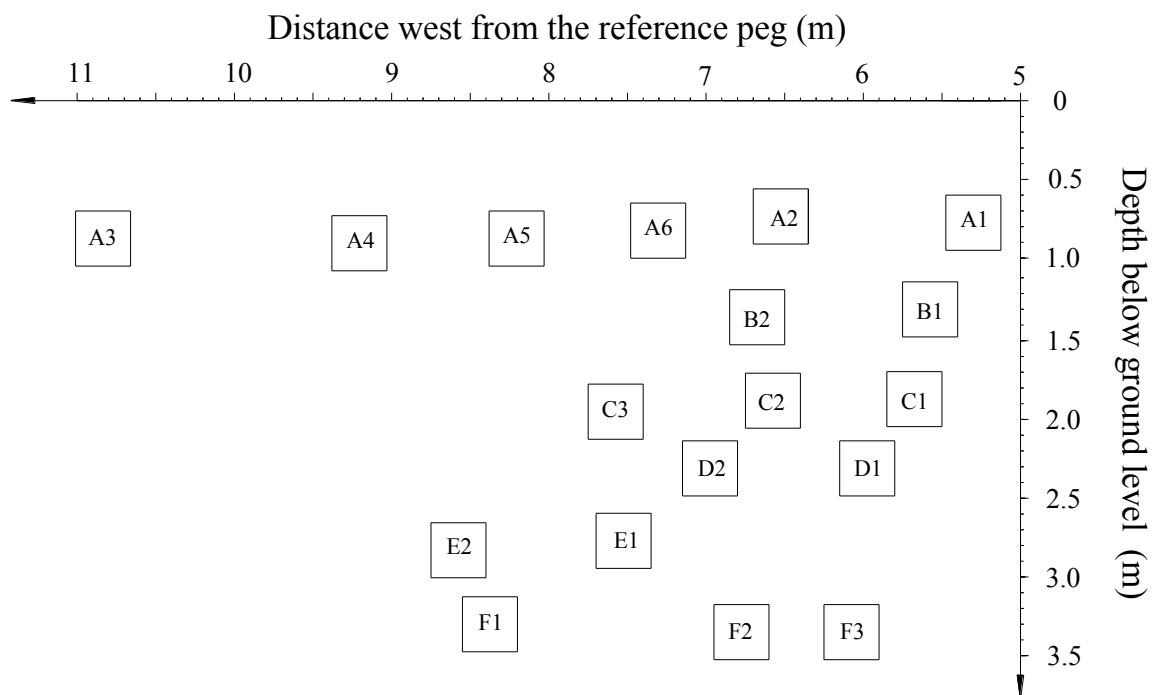 Distance west from the reference peg (m)
11 10 9 8 7 6 5
0
0.5
1.0
1.5
2.0
2.5
3.0
3.5
Depth below ground level (m)
A3 A4 A5 A6 A2 A1
B2 B1
C3 C2 C1
D2 D1
E2 E1
F1 F2 F3